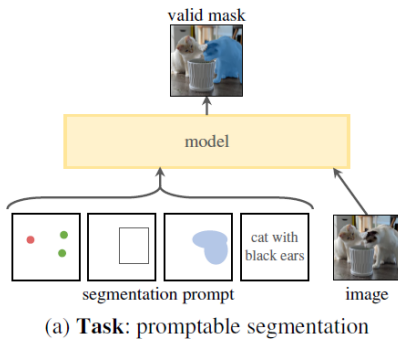 valid mask
model
cat with
black ears
segmentation prompt
image
(a) Task: promptable segmentation